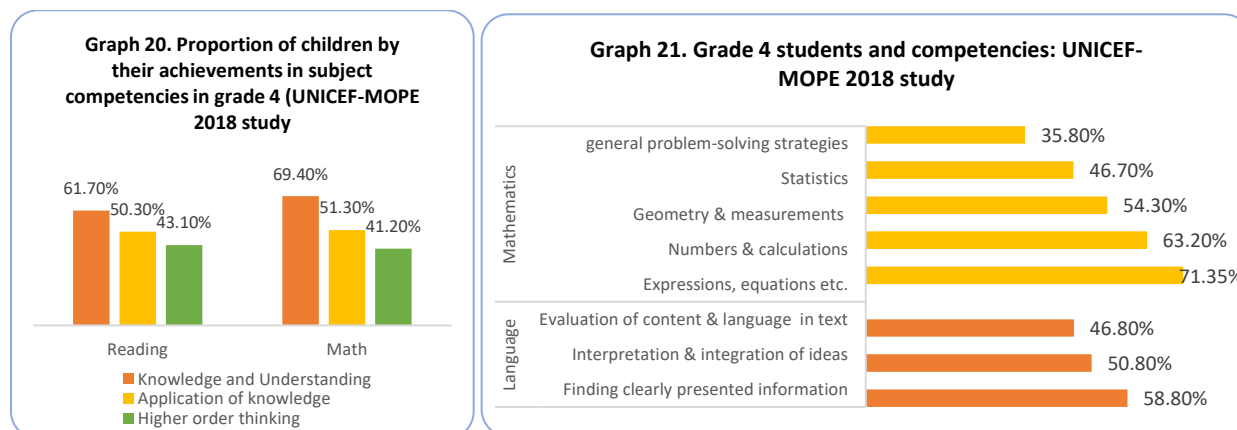 Graph 20. Proportion of children by
their achievements in subject
competencies in grade 4 (UNICEF-MOPE
2018 study
61.70%
50.30%
43.10%
69.40%
51.30%
41.20%
Reading
Math
Knowledge and Understanding
Application of knowledge
Higher order thinking
Graph 21. Grade 4 students and competencies: UNICEF-
MOPE 2018 study
Mathematics
general problem-solving strategies 35.80%
Statistics 46.70%
Geometry & measurements 54.30%
Numbers & calculations 63.20%
Expressions, equations etc. 71.35%
Language
Evaluation of content & language in text 46.80%
Interpretation & integration of ideas 50.80%
Finding clearly presented information 58.80%